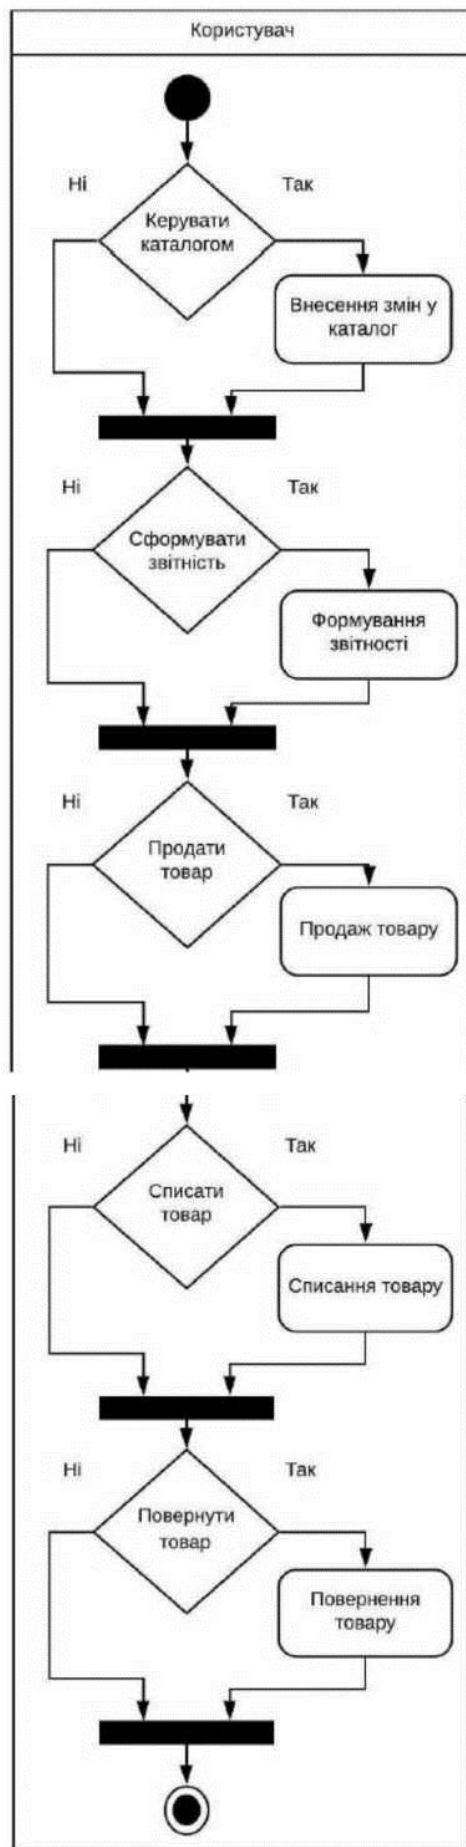 Користувач
Ні
Так
Керувати
каталогом
Внесення змін у
каталог
Ні
Так
Сформувати
звітність
Формування
звітності
Ні
Так
Продати
товар
Продаж товару
Ні
Так
Списати
товар
Списання товару
Ні
Так
Повернути
товар
Повернення
товару